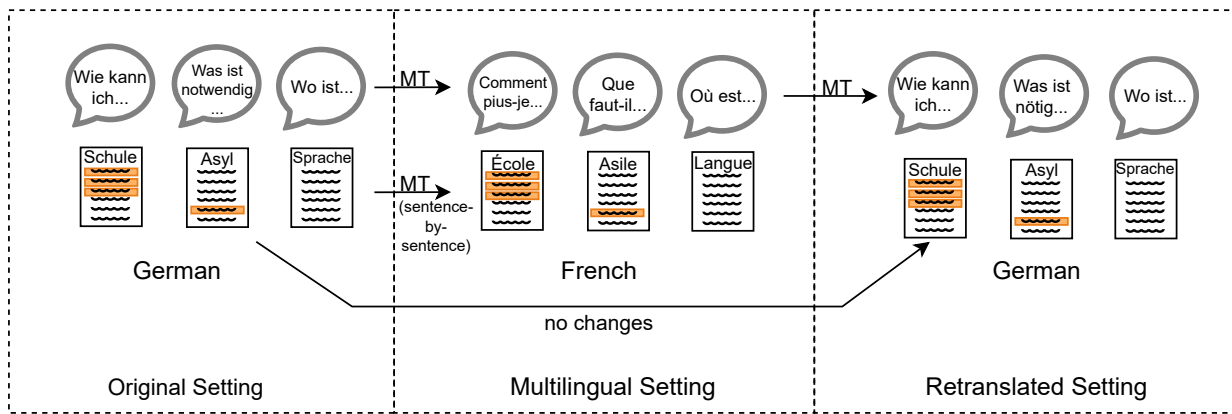 Wie kann
ich...
Was ist
notwendig
...
Wo ist...
MT
Comment
pius-je...
Que
faut-il...
Où est...
MT
Wie kann
ich...
Was ist
nötig...
Wo ist...
Schule
Asyl
Sprache
MT
(sentence-
by-
sentence)
École
Asile
Langue
Schule
Asyl
Sprache
German
French
German
no changes
Original Setting
Multilingual Setting
Retranslated Setting